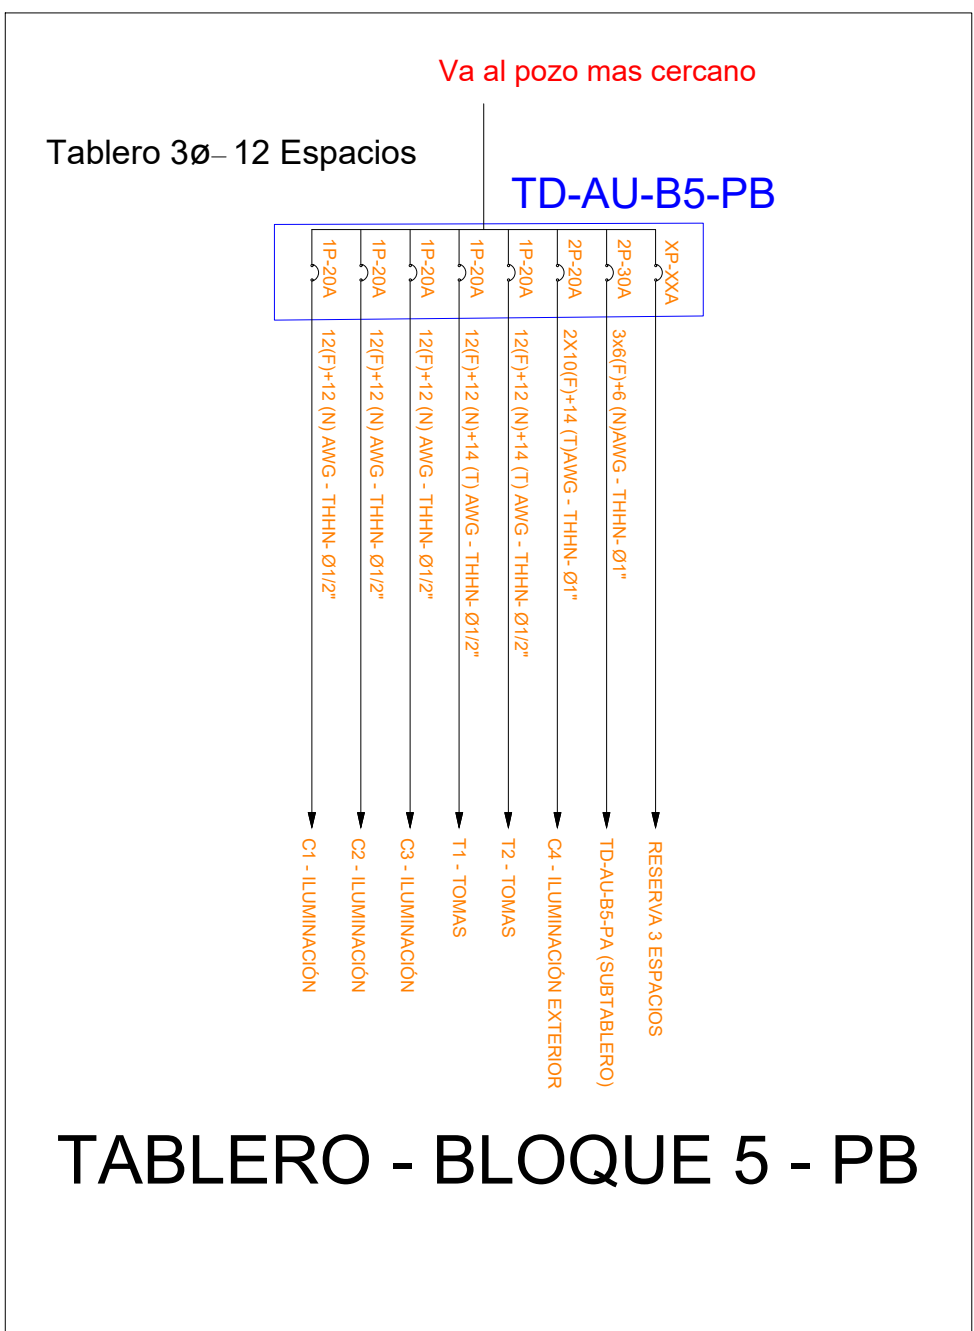 Va al pozo mas cercano
Tablero 3ø– 12 Espacios
TD-AU-B5-PB
1P-20A
1P-20A
1P-20A
1P-20A
1P-20A
2P-20A
2P-30A
XP-XXA
12(F)+12 (N) AWG - THHN- Ø1/2"
12(F)+12 (N) AWG - THHN- Ø1/2"
12(F)+12 (N) AWG - THHN- Ø1/2"
12(F)+12 (N)+14 (T) AWG - THHN- Ø1/2"
12(F)+12 (N)+14 (T) AWG - THHN- Ø1/2"
2X10(F)+14 (T)AWG - THHN- Ø1"
3x6(F)+6 (N)AWG - THHN- Ø1"
C1 - ILUMINACIÓN
C2 - ILUMINACIÓN
C3 - ILUMINACIÓN
T1 - TOMAS
T2 - TOMAS
C4 - ILUMINACIÓN EXTERIOR
TD-AU-B5-PA (SUBTABLERO)
RESERVA 3 ESPACIOS
TABLERO - BLOQUE 5 - PB